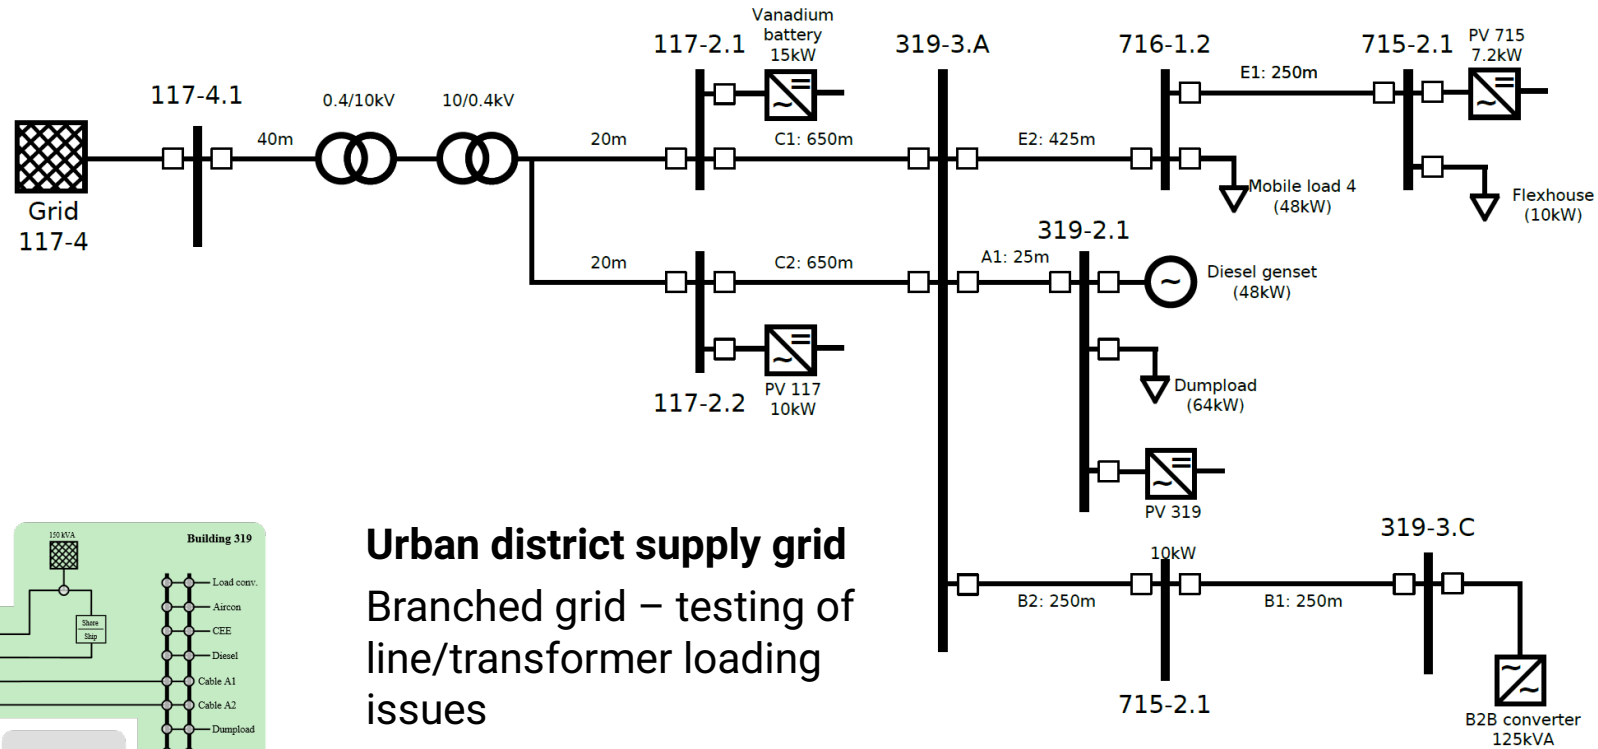 Vanadium
battery
15kW
117-2.1
319-3.A
716-1.2
715-2.1
PV 715
7.2kW
E1: 250m
117-4.1
0.4/10kV
10/0.4kV
40m
20m
C1: 650m
E2: 425m
Grid
117-4
Mobile load 4
(48kW)
Flexhouse
(10kW)
319-2.1
20m
C2: 650m
A1: 25m
Diesel genset
(48kW)
117-2.2
PV 117
10kW
Dumpload
(64kW)
PV 319
10kW
319-3.C
B2: 250m
B1: 250m
715-2.1
B2B converter
125kVA
150 kVA
Building 319
Load conv.
Aircon
Shore
Ship
CEE
Diesel
Cable A1
Cable A2
Dumpload
Urban district supply grid
Branched grid – testing of
line/transformer loading
issues